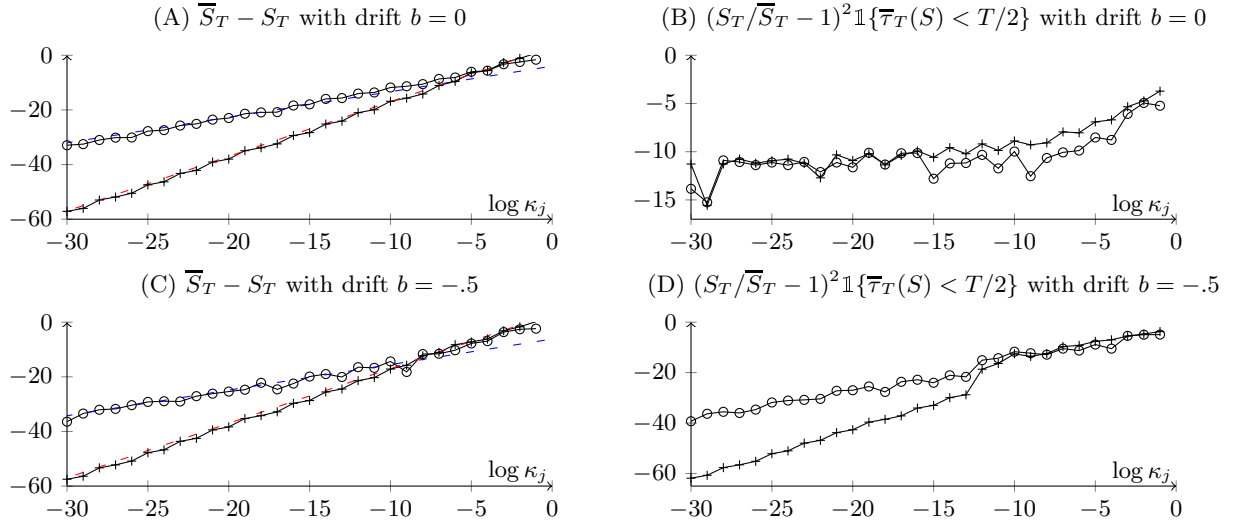 (A) S̅_T − S_T with drift b = 0
(B) (S_T/S̅_T − 1)²𝟙{τ̅_T(S) < T/2} with drift b = 0
0
−20
−40
−60
log κ_j
−30 −25 −20 −15 −10 −5 0
0
−5
−10
−15
log κ_j
−30 −25 −20 −15 −10 −5 0
(C) S̅_T − S_T with drift b = −.5
(D) (S_T/S̅_T − 1)²𝟙{τ̅_T(S) < T/2} with drift b = −.5
0
−20
−40
−60
log κ_j
−30 −25 −20 −15 −10 −5 0
0
−20
−40
−60
log κ_j
−30 −25 −20 −15 −10 −5 0